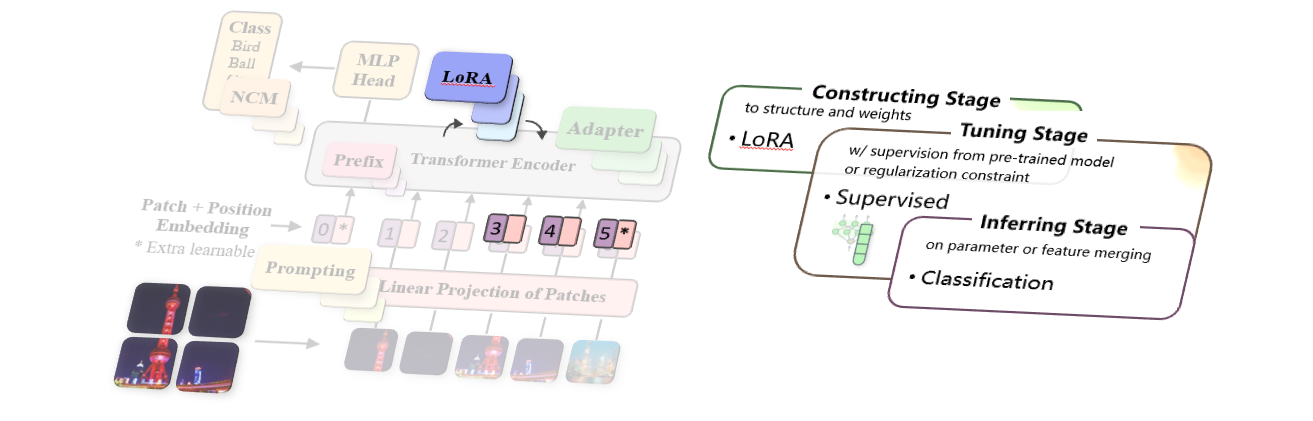 Class
Bird
Ball
NCM
MLP
Head
LoRA
Adapter
Prefix
Transformer Encoder
Patch + Position
Embedding
* Extra learnable
0 *
1
2
3
4
5 *
Prompting
Linear Projection of Patches
Constructing Stage
to structure and weights
• LoRA
Tuning Stage
w/ supervision from pre-trained model
or regularization constraint
• Supervised
Inferring Stage
on parameter or feature merging
• Classification